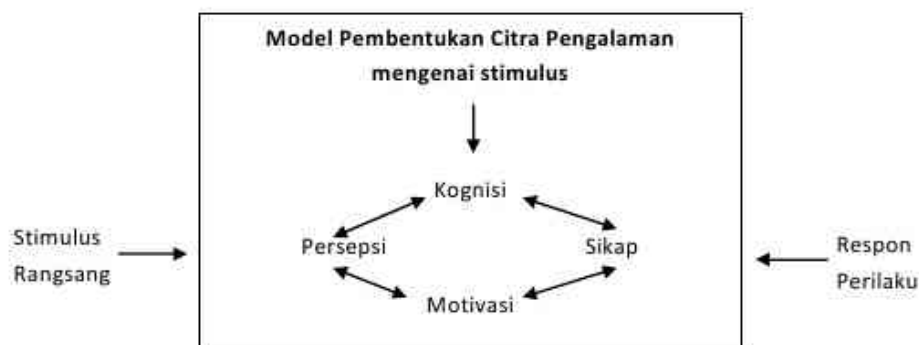 Model Pembentukan Citra Pengalaman
mengenai stimulus
Kognisi
Stimulus
Rangsang
Persepsi
Sikap
Respon
Perilaku
Motivasi